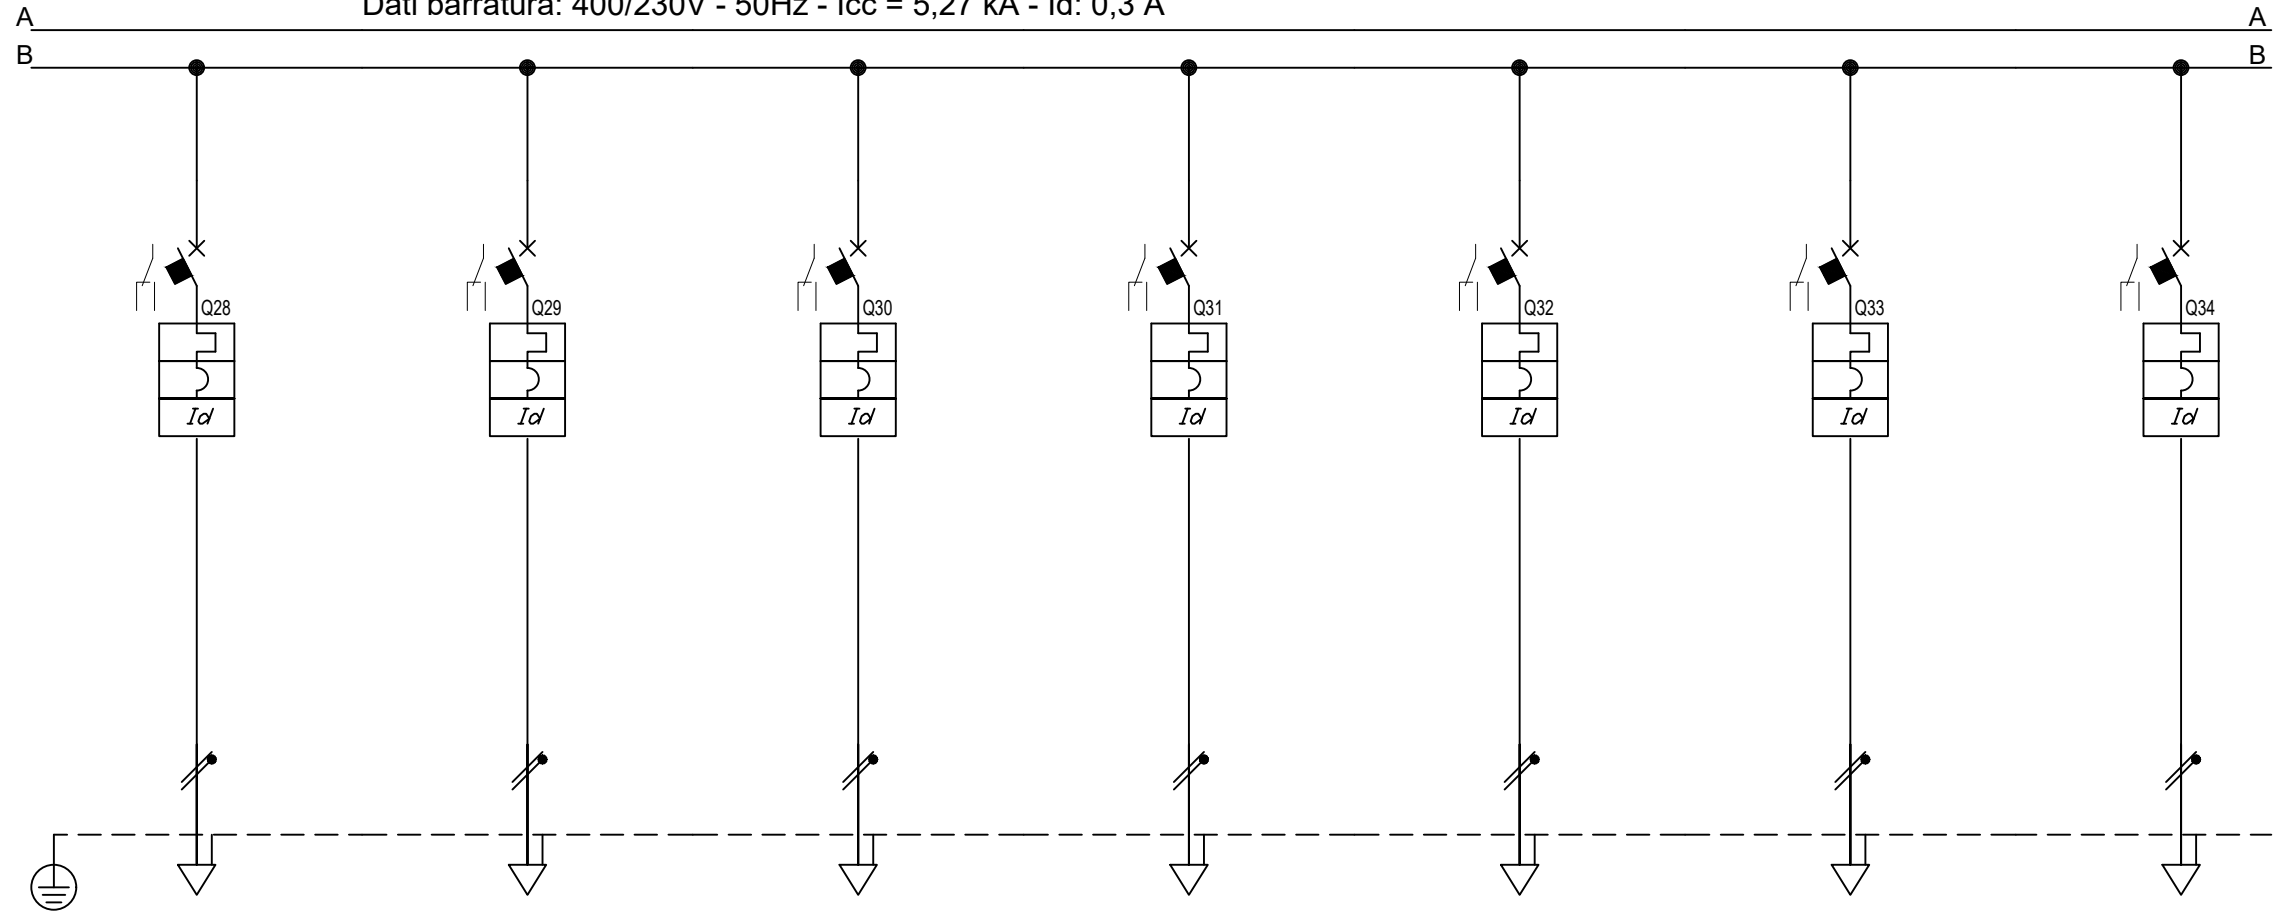 Dati barratura: 400/230V - 50Hz - Icc = 5,27 kA - Id: 0,3 A
A A
B B
Q28 Q29 Q30 Q31 Q32 Q33 Q34
Id Id Id Id Id Id Id